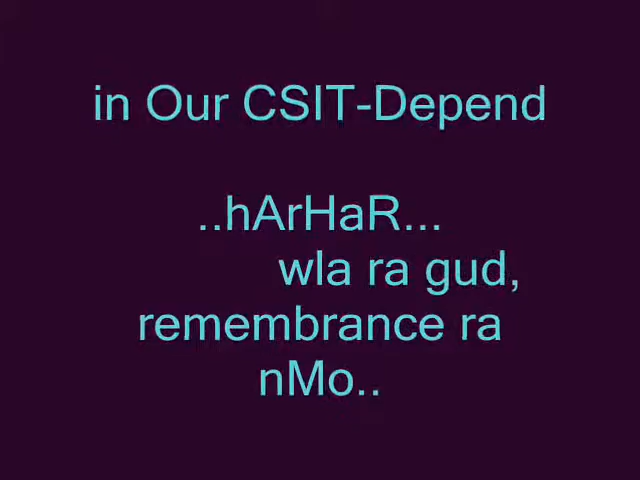 in Our CSIT-Depend
..hArHaR...
wla ra gud,
remembrance ra
nMo..